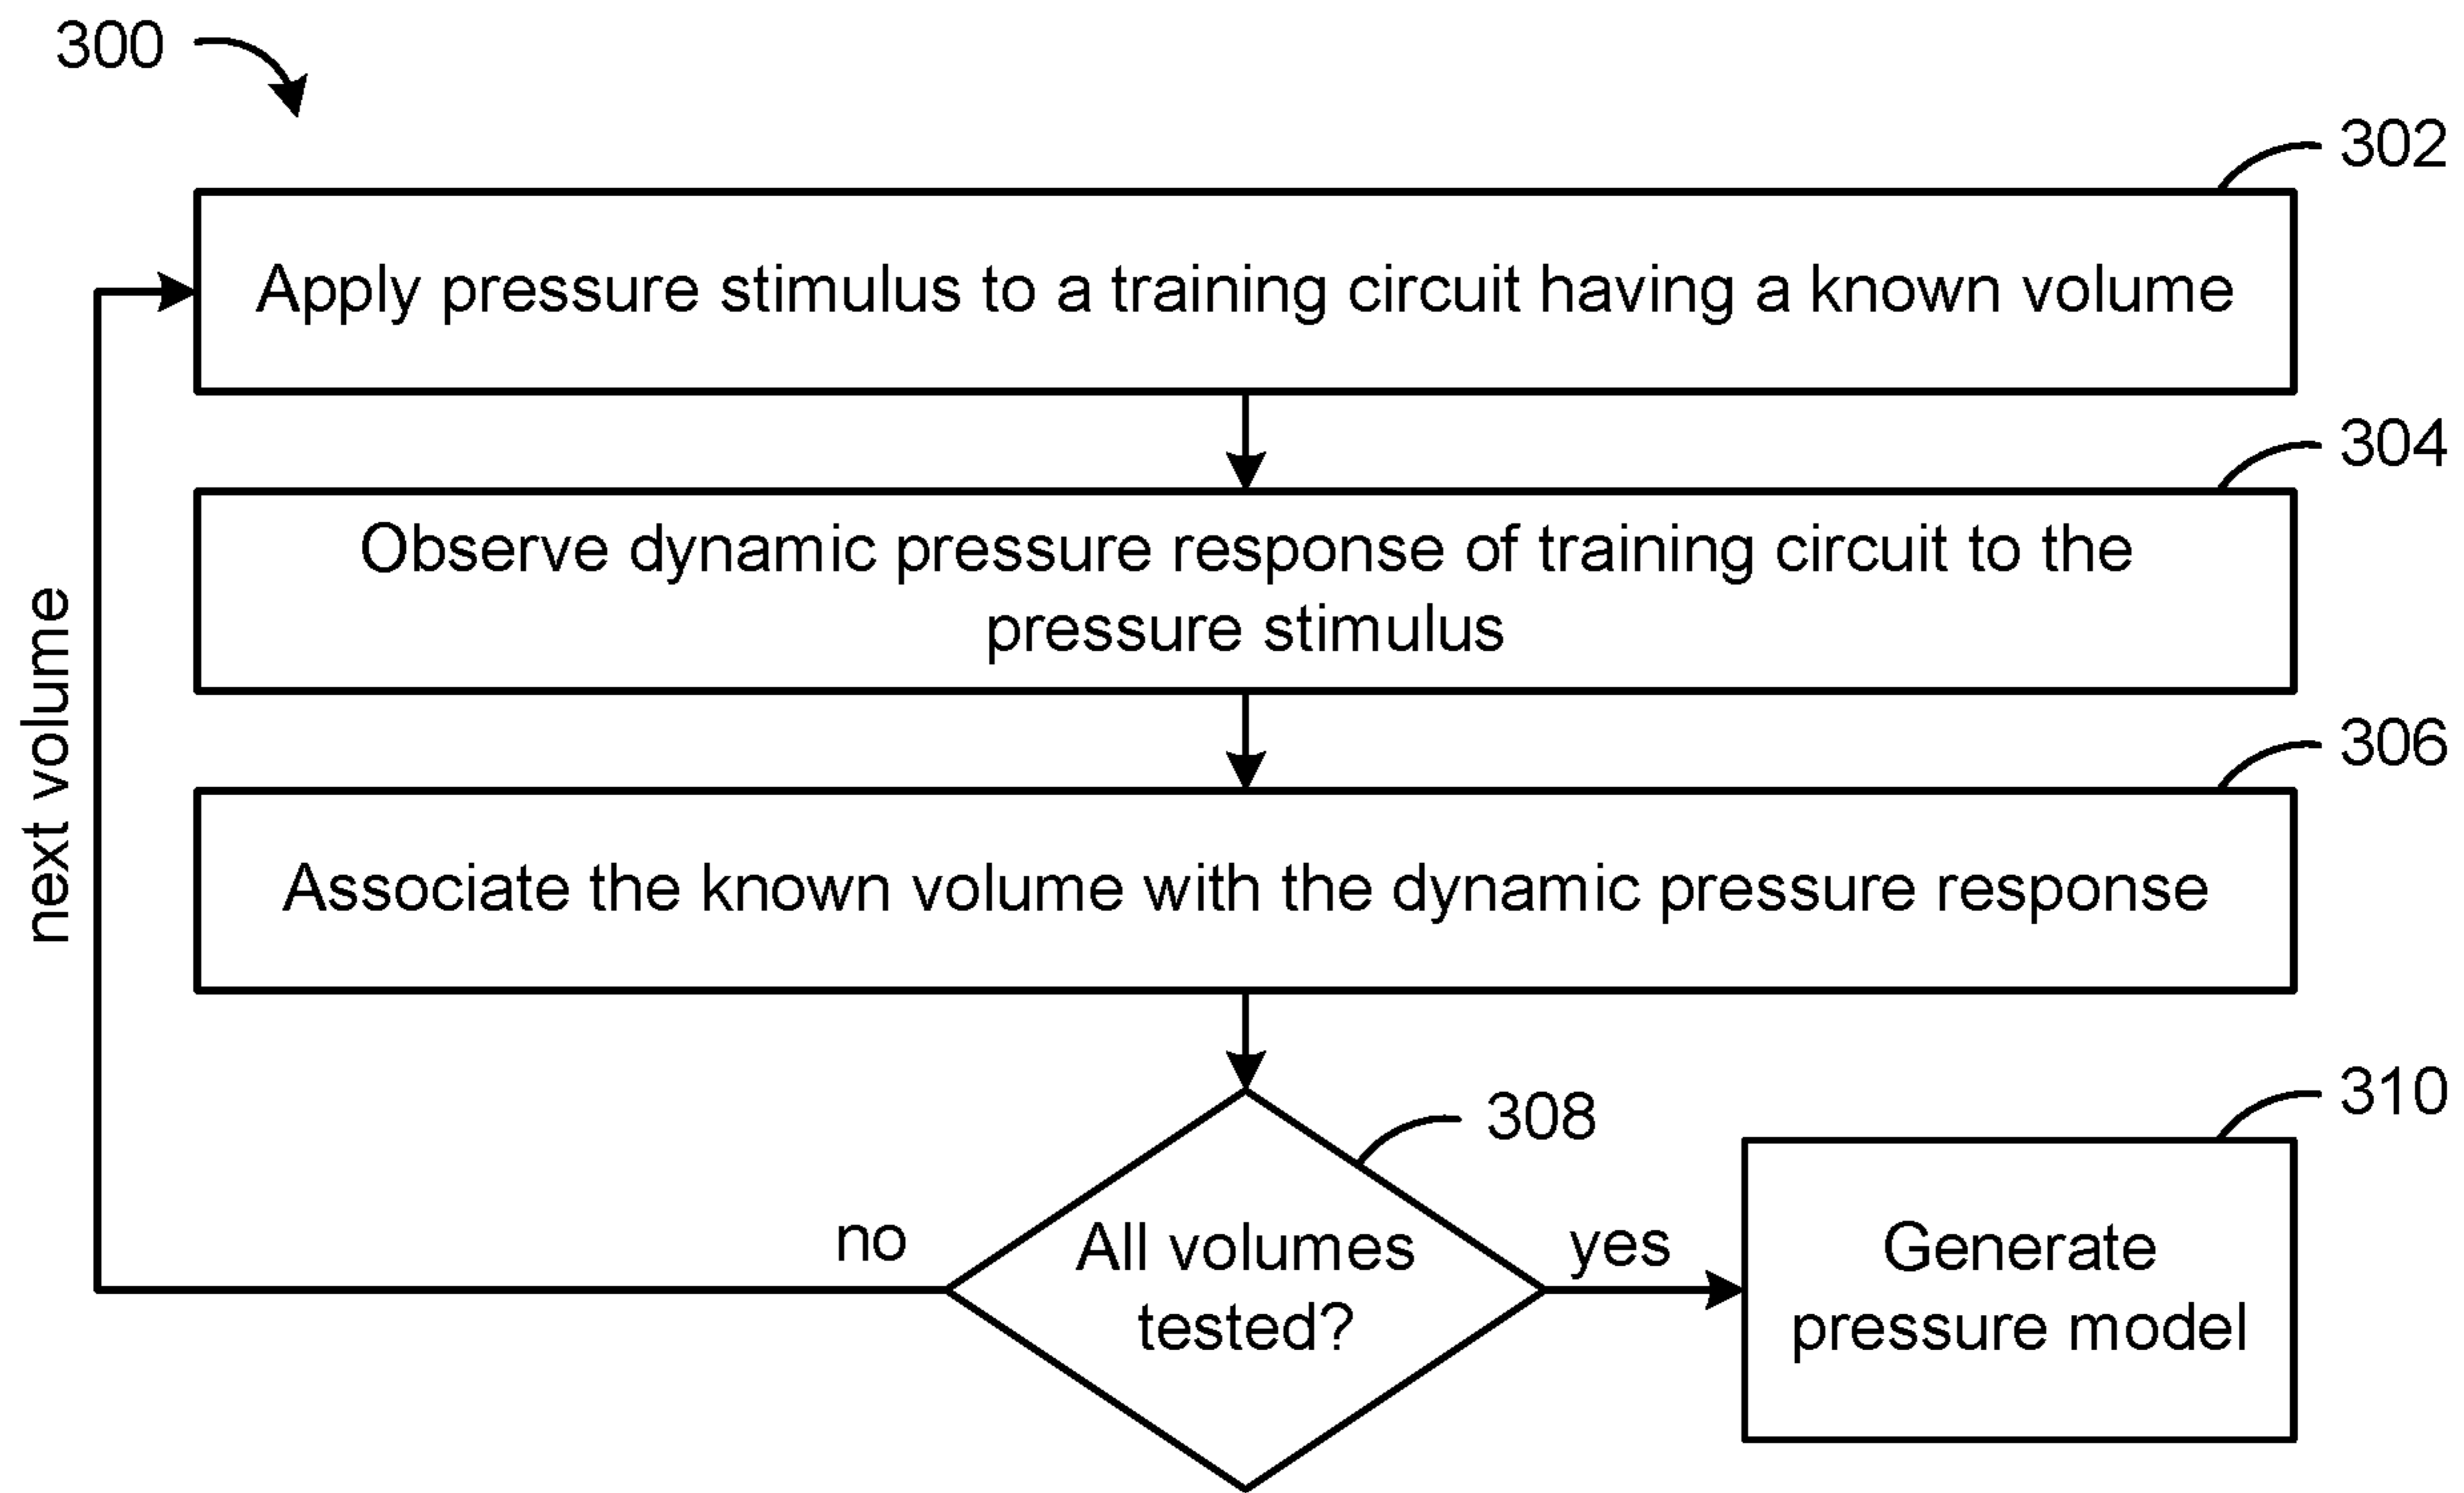 300
302
Apply pressure stimulus to a training circuit having a known volume
304
Observe dynamic pressure response of training circuit to the
pressure stimulus
306
Associate the known volume with the dynamic pressure response
next volume
308
310
no
All volumes
tested?
yes
Generate
pressure model